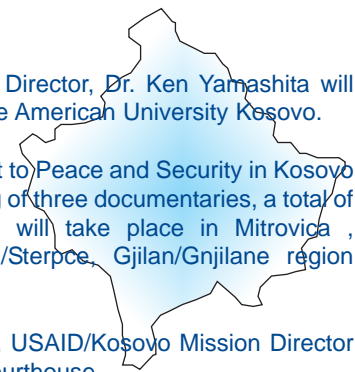 Director, Dr. Ken Yamashita will
American University Kosovo.
to Peace and Security in Kosovo
of three documentaries, a total of
will take place in Mitrovica ,
/Sterpce, Gjilan/Gnjilane region
USAID/Kosovo Mission Director